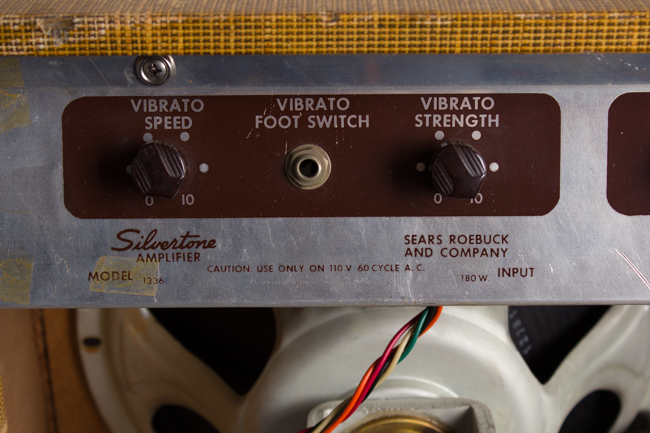 VIBRATO
SPEED
VIBRATO
FOOT SWITCH
VIBRATO
STRENGTH
0 10
0 10
Silvertone
AMPLIFIER
SEARS ROEBUCK
AND COMPANY
MODEL 1336
CAUTION: USE ONLY ON 110 V 60 CYCLE A.C.
180 W. INPUT